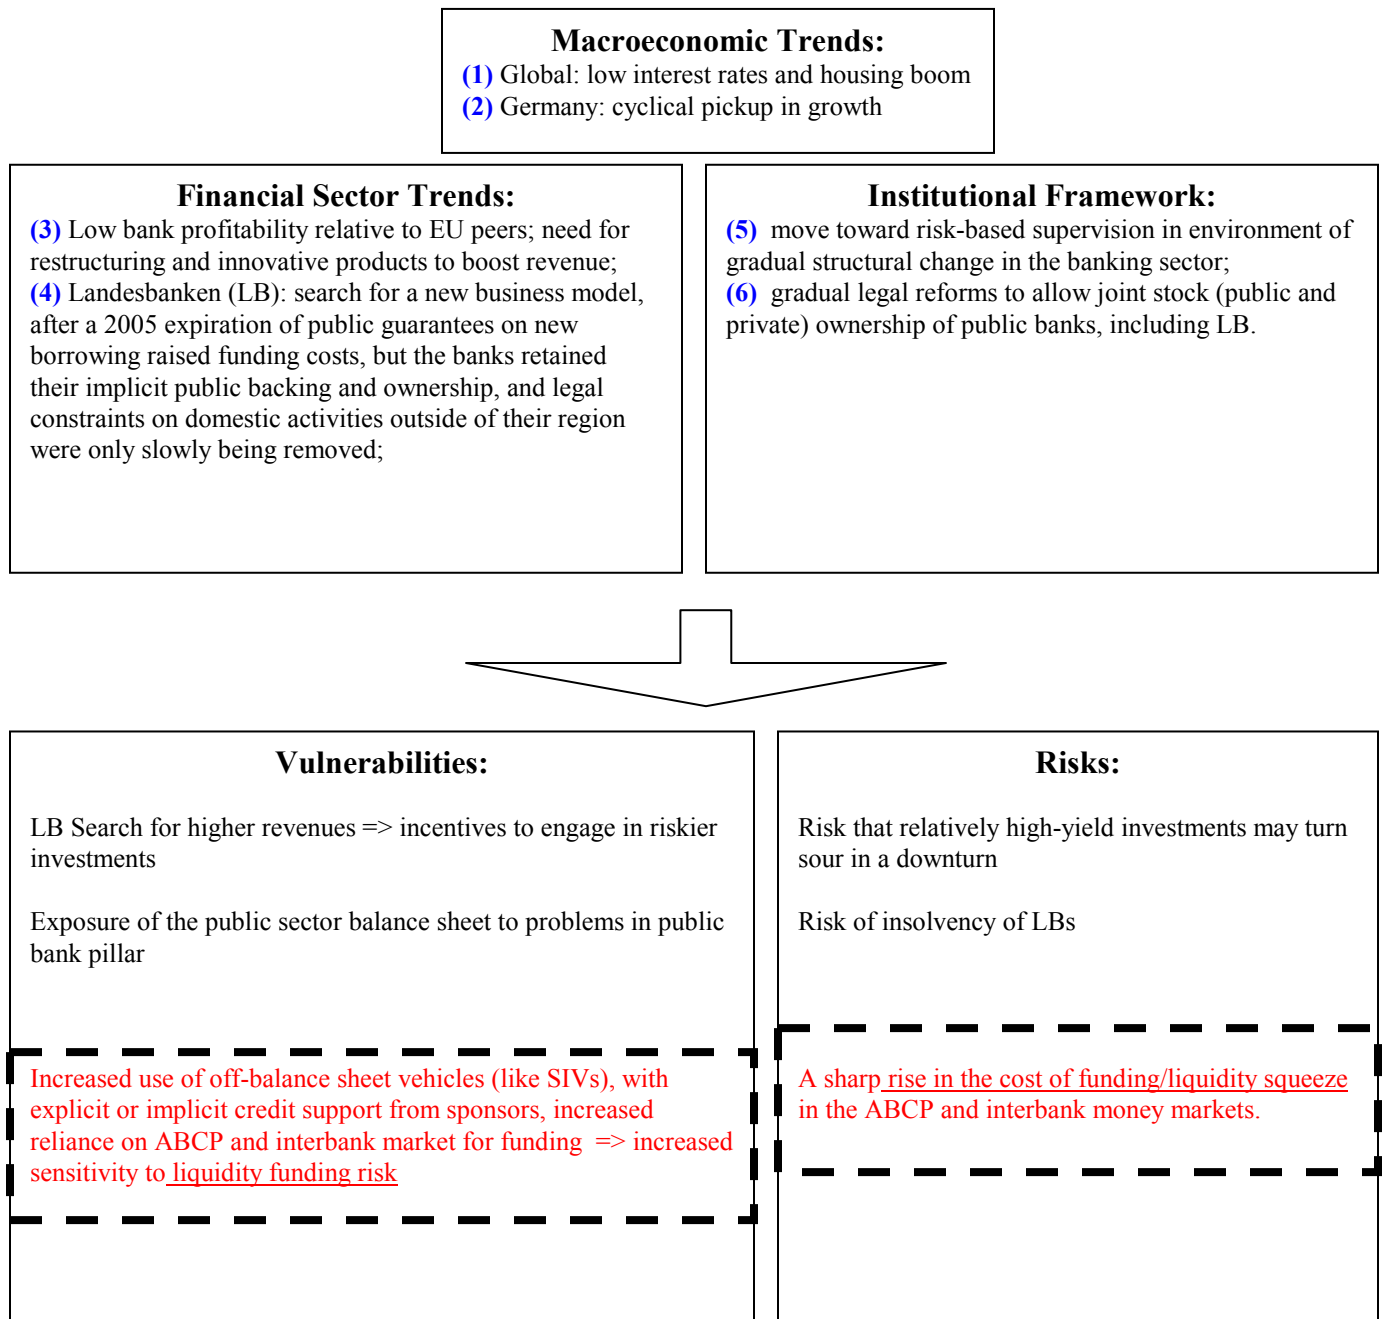 Macroeconomic Trends:
(1) Global: low interest rates and housing boom
(2) Germany: cyclical pickup in growth
Financial Sector Trends:
(3) Low bank profitability relative to EU peers; need for
restructuring and innovative products to boost revenue;
(4) Landesbanken (LB): search for a new business model,
after a 2005 expiration of public guarantees on new
borrowing raised funding costs, but the banks retained
their implicit public backing and ownership, and legal
constraints on domestic activities outside of their region
were only slowly being removed;
Institutional Framework:
(5) move toward risk-based supervision in environment of
gradual structural change in the banking sector;
(6) gradual legal reforms to allow joint stock (public and
private) ownership of public banks, including LB.
Vulnerabilities:
LB Search for higher revenues => incentives to engage in riskier
investments
Exposure of the public sector balance sheet to problems in public
bank pillar
Increased use of off-balance sheet vehicles (like SIVs), with
explicit or implicit credit support from sponsors, increased
reliance on ABCP and interbank market for funding => increased
sensitivity to liquidity funding risk
Risks:
Risk that relatively high-yield investments may turn
sour in a downturn
Risk of insolvency of LBs
A sharp rise in the cost of funding/liquidity squeeze
in the ABCP and interbank money markets.